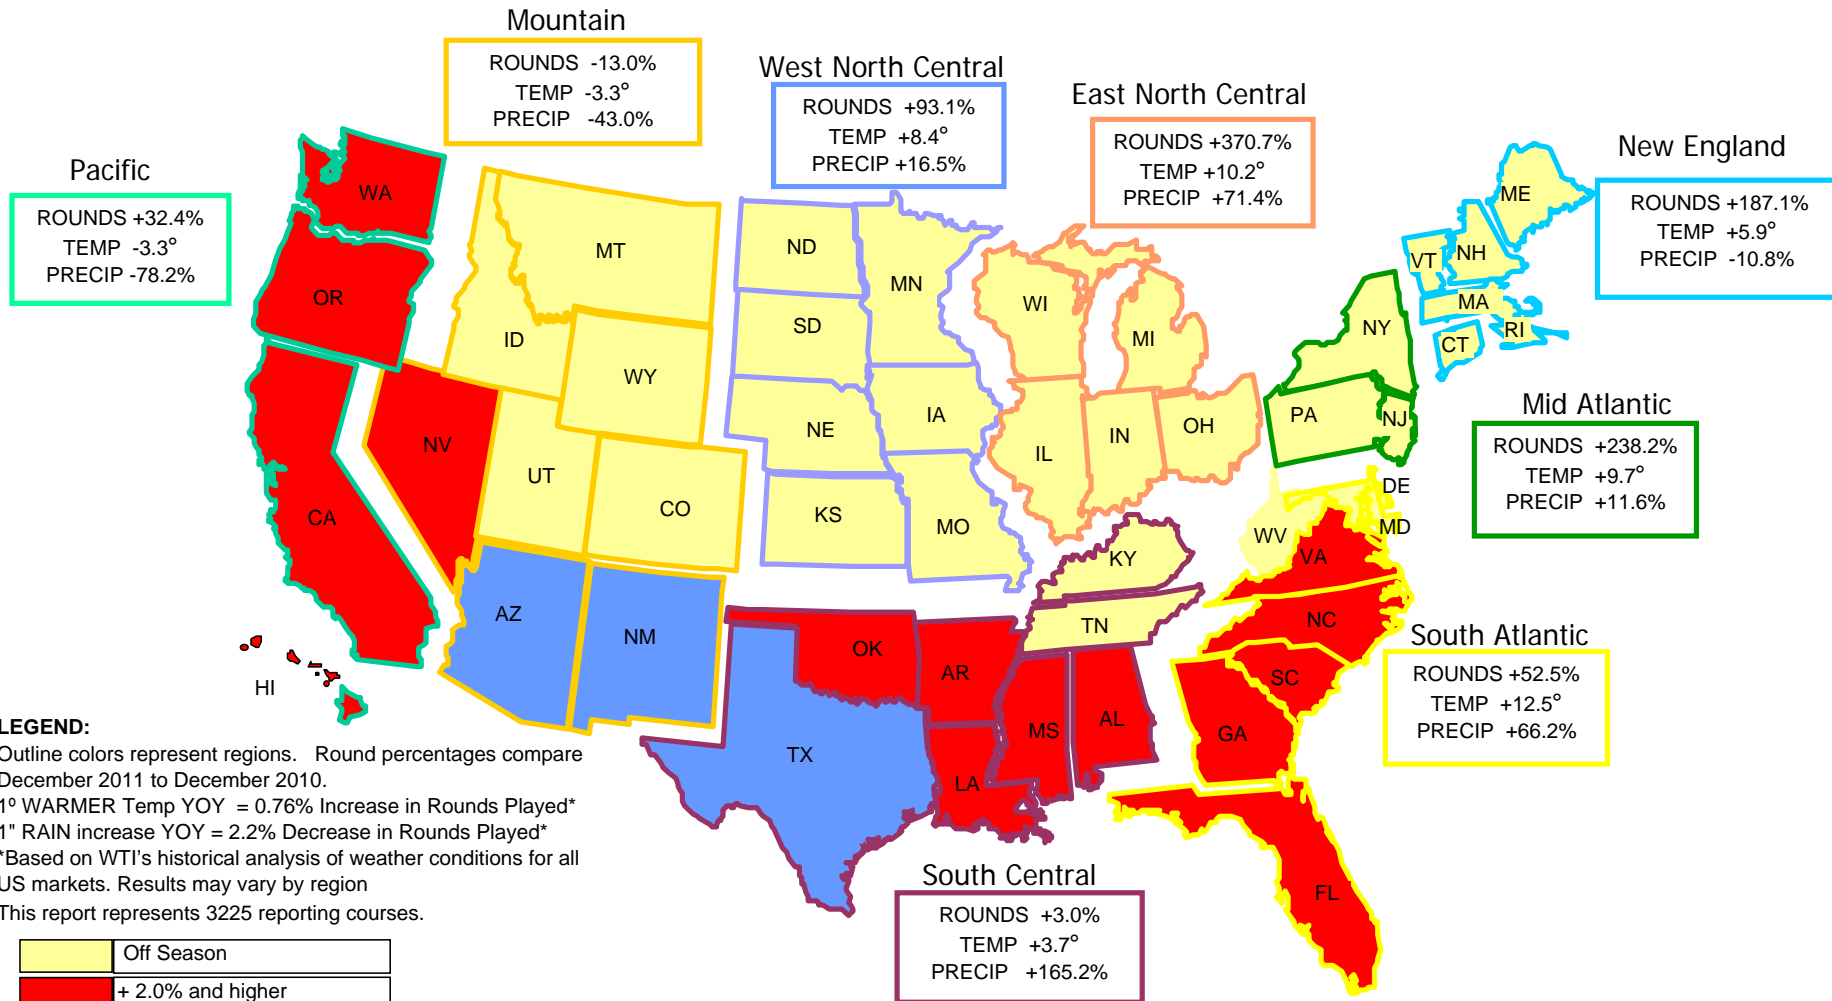 Mountain
ROUNDS -13.0%
TEMP -3.3°
PRECIP -43.0%
West North Central
ROUNDS +93.1%
TEMP +8.4°
PRECIP +16.5%
East North Central
ROUNDS +370.7%
TEMP +10.2°
PRECIP +71.4%
New England
ROUNDS +187.1%
TEMP +5.9°
PRECIP -10.8%
Pacific
ROUNDS +32.4%
TEMP -3.3°
PRECIP -78.2%
Mid Atlantic
ROUNDS +238.2%
TEMP +9.7°
PRECIP +11.6%
South Atlantic
ROUNDS +52.5%
TEMP +12.5°
PRECIP +66.2%
South Central
ROUNDS +3.0%
TEMP +3.7°
PRECIP +165.2%
WA
OR
CA
HI
NV
MT
ID
WY
UT
CO
AZ
NM
ND
SD
NE
KS
MN
IA
MO
WI
MI
IL
IN
OH
KY
TN
OK
AR
TX
LA
MS
AL
NY
PA
NJ
ME
VT
NH
MA
RI
CT
DE
MD
WV
VA
NC
SC
GA
FL
LEGEND:
Outline colors represent regions. Round percentages compare
December 2011 to December 2010.
1º WARMER Temp YOY = 0.76% Increase in Rounds Played*
1" RAIN increase YOY = 2.2% Decrease in Rounds Played*
*Based on WTI's historical analysis of weather conditions for all
US markets. Results may vary by region
This report represents 3225 reporting courses.
Off Season
+ 2.0% and higher